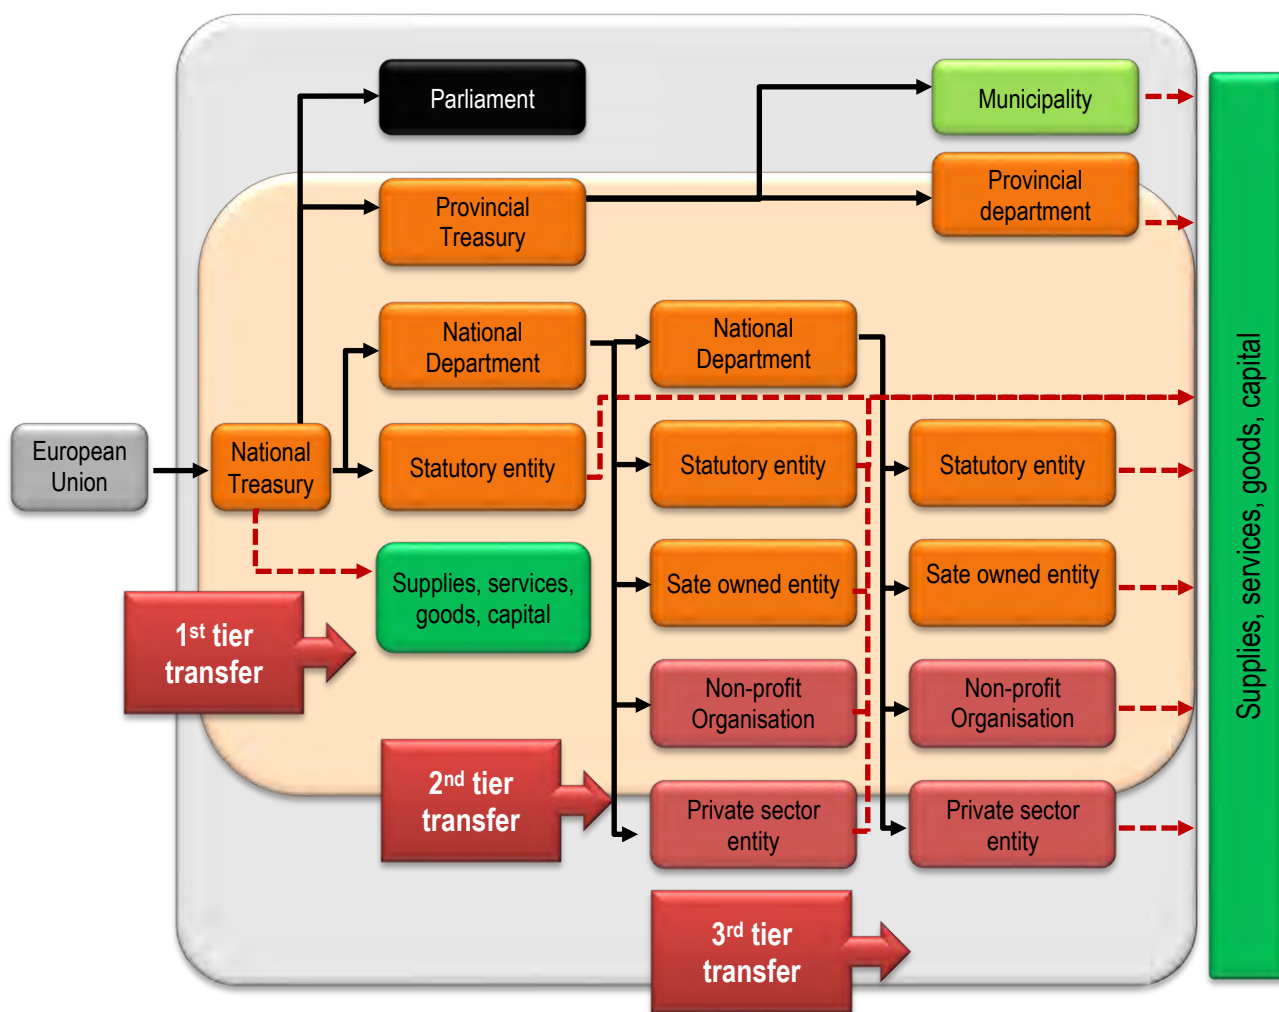 Parliament
Municipality
Provincial
Treasury
Provincial
department
National
Department
National
Department
European
Union
National
Treasury
Statutory entity
Statutory entity
Statutory entity
Supplies, services,
goods, capital
Sate owned entity
Sate owned entity
1st tier
transfer
Non-profit
Organisation
Non-profit
Organisation
2nd tier
transfer
Private sector
entity
Private sector
entity
3rd tier
transfer
Supplies, services, goods, capital